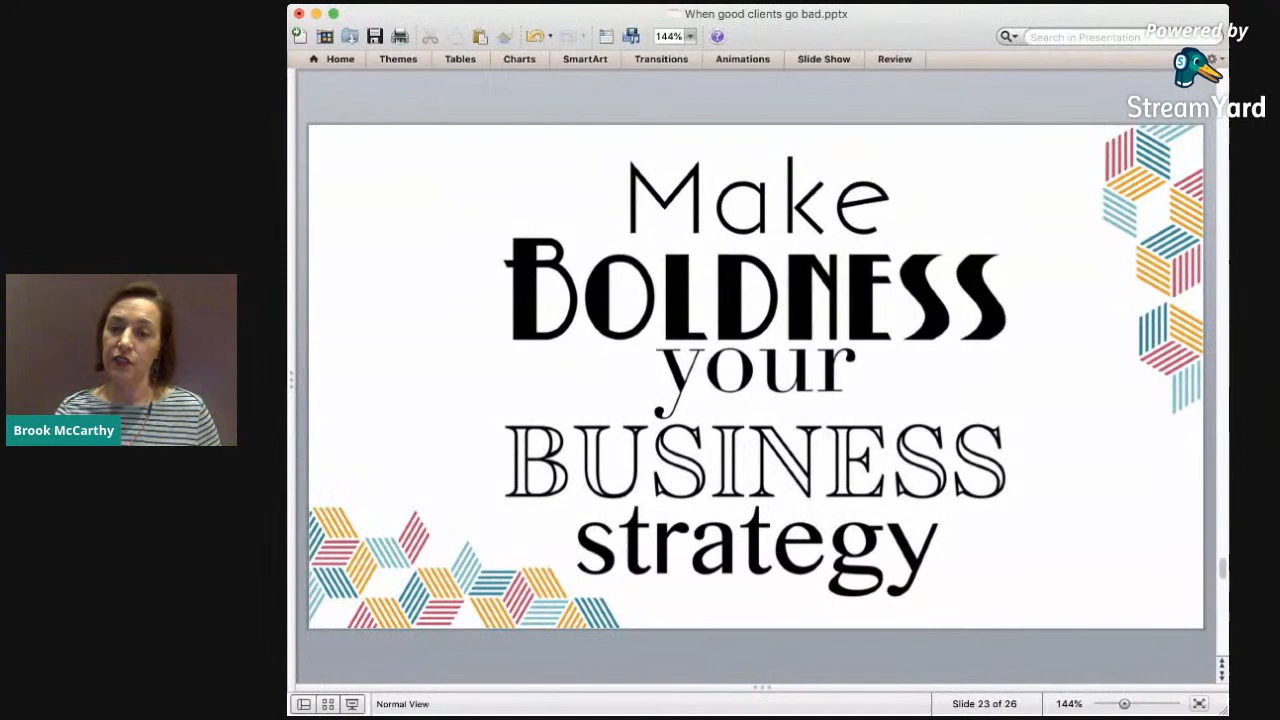 When good clients go bad.pptx
Powered by
144%
Search in Presentation
StreamYard
Home Themes Tables Charts SmartArt Transitions Animations Slide Show Review
Make
BOLDNESS
your
BUSINESS
strategy
Brook McCarthy
Normal View
Slide 23 of 26
144%